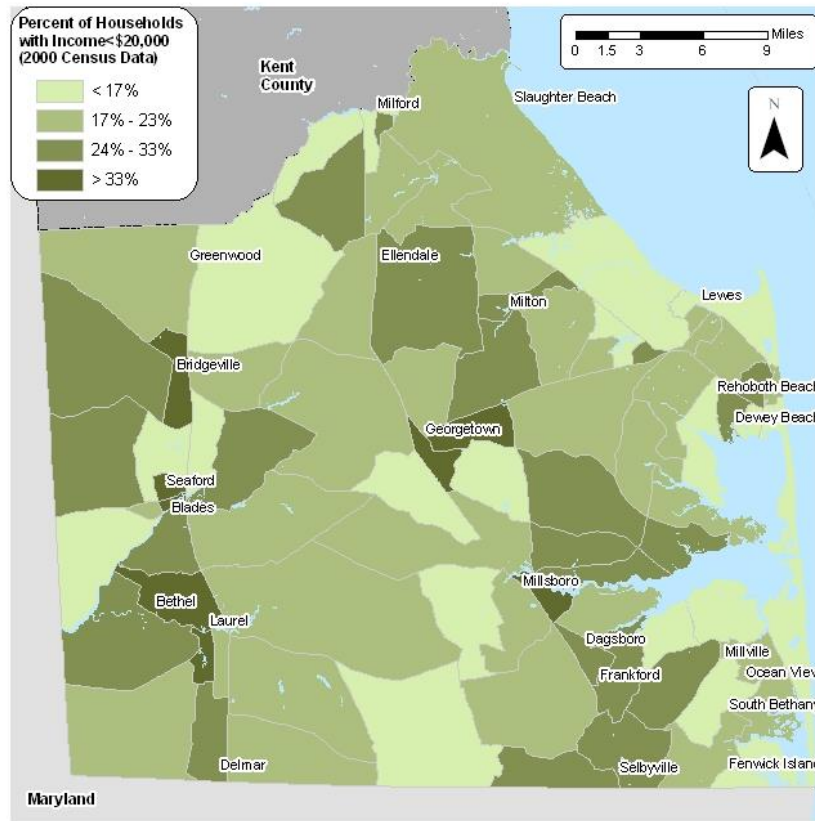 Percent of Households
with Income<$20,000
(2000 Census Data)
< 17%
17% - 23%
24% - 33%
> 33%
Miles
0 1.5 3 6 9
N
Kent
County
Milford
Slaughter Beach
Greenwood
Ellendale
Milton
Lewes
Bridgeville
Rehoboth Beach
Dewey Beach
Georgetown
Seaford
Blades
Millsboro
Bethel
Laurel
Dagsboro
Millville
Frankford
Ocean View
South Bethany
Delmar
Selbyville
Fenwick Island
Maryland